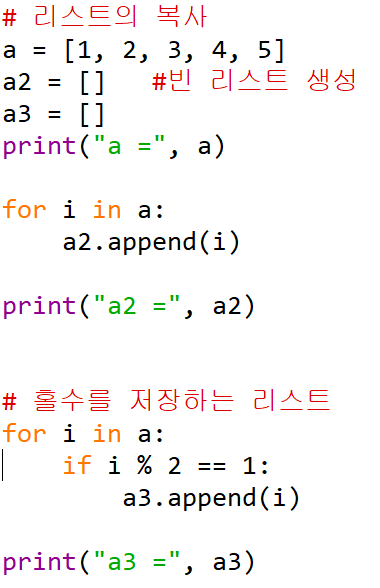 # 리스트의 복사
a = [1, 2, 3, 4, 5]
a2 = []   #빈 리스트 생성
a3 = []
print("a =", a)

for i in a:
    a2.append(i)

print("a2 =", a2)


# 홀수를 저장하는 리스트
for i in a:
    if i % 2 == 1:
        a3.append(i)

print("a3 =", a3)